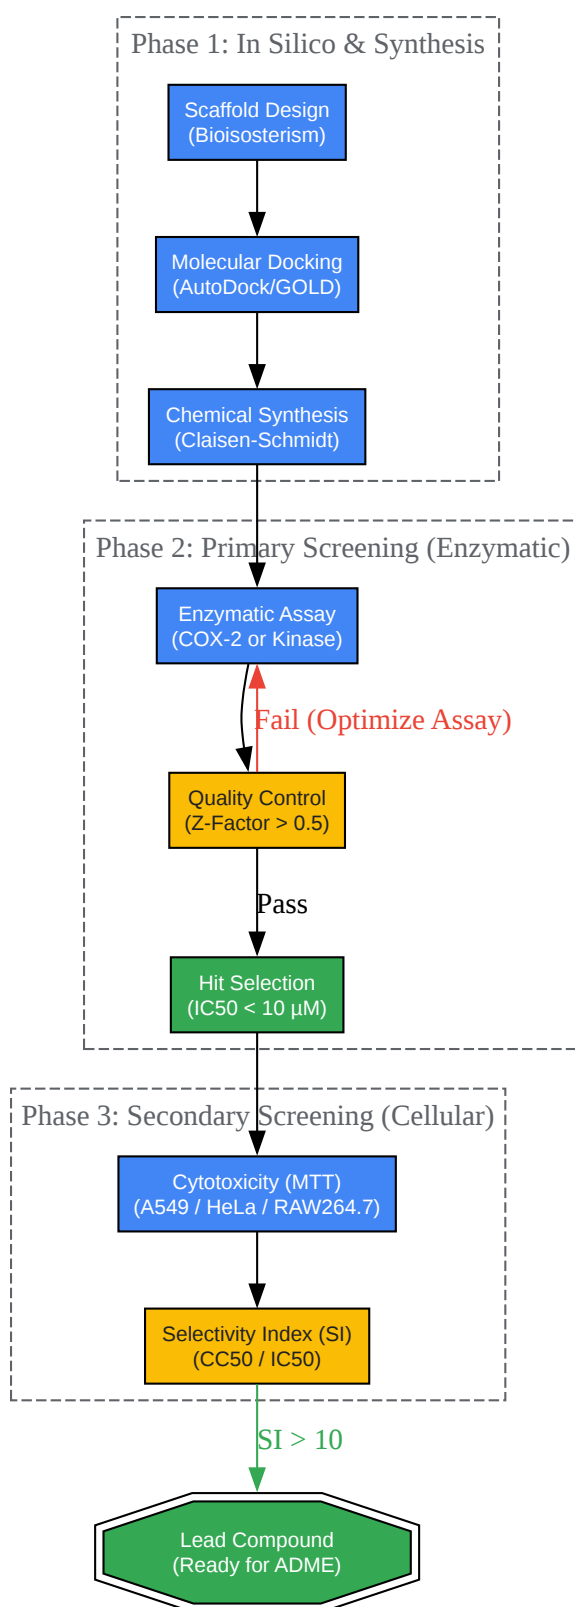 Phase 1: In Silico & Synthesis
Scaffold Design
(Bioisosterism)
Molecular Docking
(AutoDock/GOLD)
Chemical Synthesis
(Claisen-Schmidt)
Phase 2: Primary Screening (Enzymatic)
Enzymatic Assay
(COX-2 or Kinase)
Fail (Optimize Assay)
Quality Control
(Z-Factor > 0.5)
Pass
Hit Selection
(IC50 < 10 µM)
Phase 3: Secondary Screening (Cellular)
Cytotoxicity (MTT)
(A549 / HeLa / RAW264.7)
Selectivity Index (SI)
(CC50 / IC50)
SI > 10
Lead Compound
(Ready for ADME)